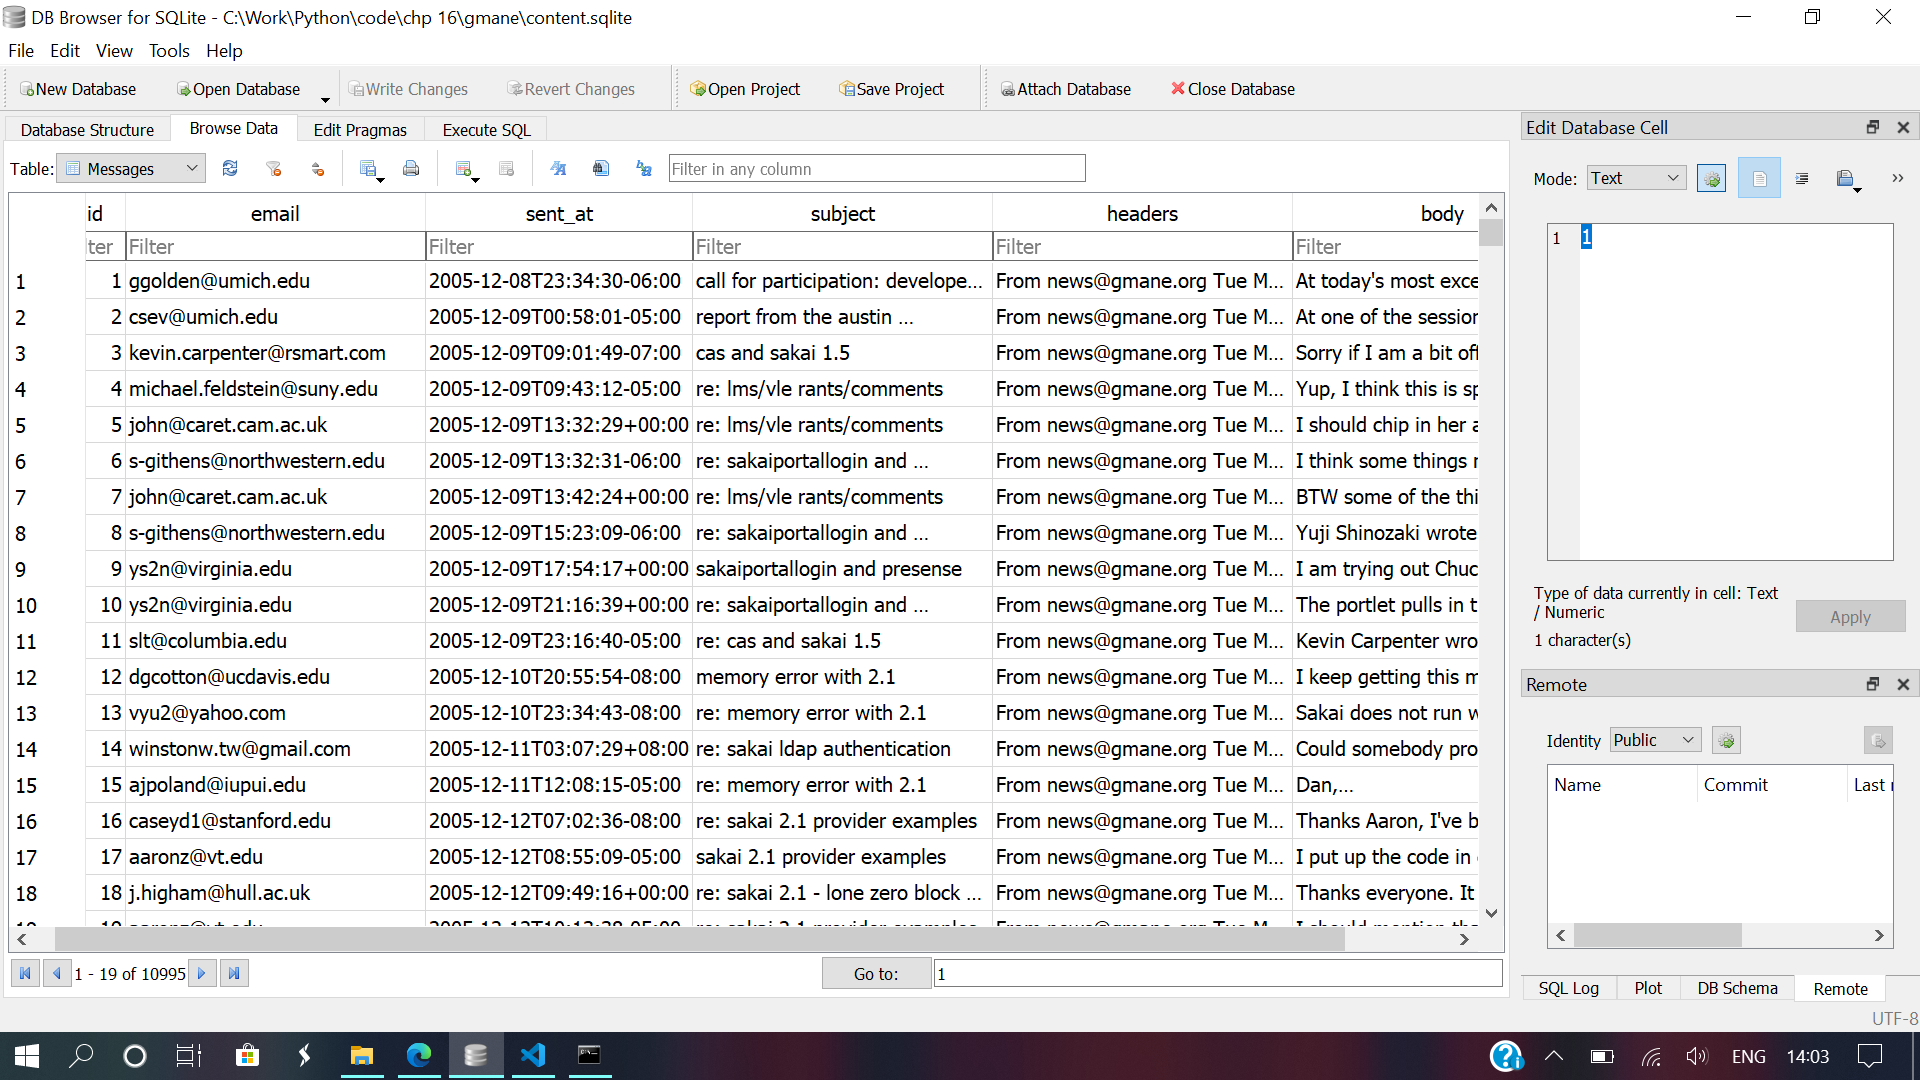 DB Browser for SQLite - C:\Work\Python\code\chp 16\gmane\content.sqlite
File Edit View Tools Help
New Database Open Database Write Changes Revert Changes Open Project Save Project Attach Database Close Database
Database Structure Browse Data Edit Pragmas Execute SQL
Table: Messages Filter in any column
id email sent_at subject headers body
lter Filter Filter Filter Filter Filter
1 1 ggolden@umich.edu 2005-12-08T23:34:30-06:00 call for participation: develope... From news@gmane.org Tue M... At today's most exce
2 2 csev@umich.edu 2005-12-09T00:58:01-05:00 report from the austin ... From news@gmane.org Tue M... At one of the session
3 3 kevin.carpenter@rsmart.com 2005-12-09T09:01:49-07:00 cas and sakai 1.5 From news@gmane.org Tue M... Sorry if I am a bit off
4 4 michael.feldstein@suny.edu 2005-12-09T09:43:12-05:00 re: lms/vle rants/comments From news@gmane.org Tue M... Yup, I think this is sp
5 5 john@caret.cam.ac.uk 2005-12-09T13:32:29+00:00 re: lms/vle rants/comments From news@gmane.org Tue M... I should chip in her a
6 6 s-githens@northwestern.edu 2005-12-09T13:32:31-06:00 re: sakaiportallogin and ... From news@gmane.org Tue M... I think some things
7 7 john@caret.cam.ac.uk 2005-12-09T13:42:24+00:00 re: lms/vle rants/comments From news@gmane.org Tue M... BTW some of the thi
8 8 s-githens@northwestern.edu 2005-12-09T15:23:09-06:00 re: sakaiportallogin and ... From news@gmane.org Tue M... Yuji Shinozaki wrote
9 9 ys2n@virginia.edu 2005-12-09T17:54:17+00:00 sakaiportallogin and presense From news@gmane.org Tue M... I am trying out Chuc
10 10 ys2n@virginia.edu 2005-12-09T21:16:39+00:00 re: sakaiportallogin and ... From news@gmane.org Tue M... The portlet pulls in t
11 11 slt@columbia.edu 2005-12-09T23:16:40-05:00 re: cas and sakai 1.5 From news@gmane.org Tue M... Kevin Carpenter wro
12 12 dgcotton@ucdavis.edu 2005-12-10T20:55:54-08:00 memory error with 2.1 From news@gmane.org Tue M... I keep getting this m
13 13 vyu2@yahoo.com 2005-12-10T23:34:43-08:00 re: memory error with 2.1 From news@gmane.org Tue M... Sakai does not run w
14 14 winstonw.tw@gmail.com 2005-12-11T03:07:29+08:00 re: sakai ldap authentication From news@gmane.org Tue M... Could somebody pro
15 15 ajpoland@iupui.edu 2005-12-11T12:08:15-05:00 re: memory error with 2.1 From news@gmane.org Tue M... Dan,...
16 16 caseyd1@stanford.edu 2005-12-12T07:02:36-08:00 re: sakai 2.1 provider examples From news@gmane.org Tue M... Thanks Aaron, I've b
17 17 aaronz@vt.edu 2005-12-12T08:55:09-05:00 sakai 2.1 provider examples From news@gmane.org Tue M... I put up the code in
18 18 j.higham@hull.ac.uk 2005-12-12T09:49:16+00:00 re: sakai 2.1 - lone zero block ... From news@gmane.org Tue M... Thanks everyone. It
1 - 19 of 10995 Go to: 1
Edit Database Cell
Mode: Text
1 1
Type of data currently in cell: Text
/ Numeric
1 character(s)
Apply
Remote
Identity Public
Name Commit Last
SQL Log Plot DB Schema Remote
UTF-8
ENG 14:03